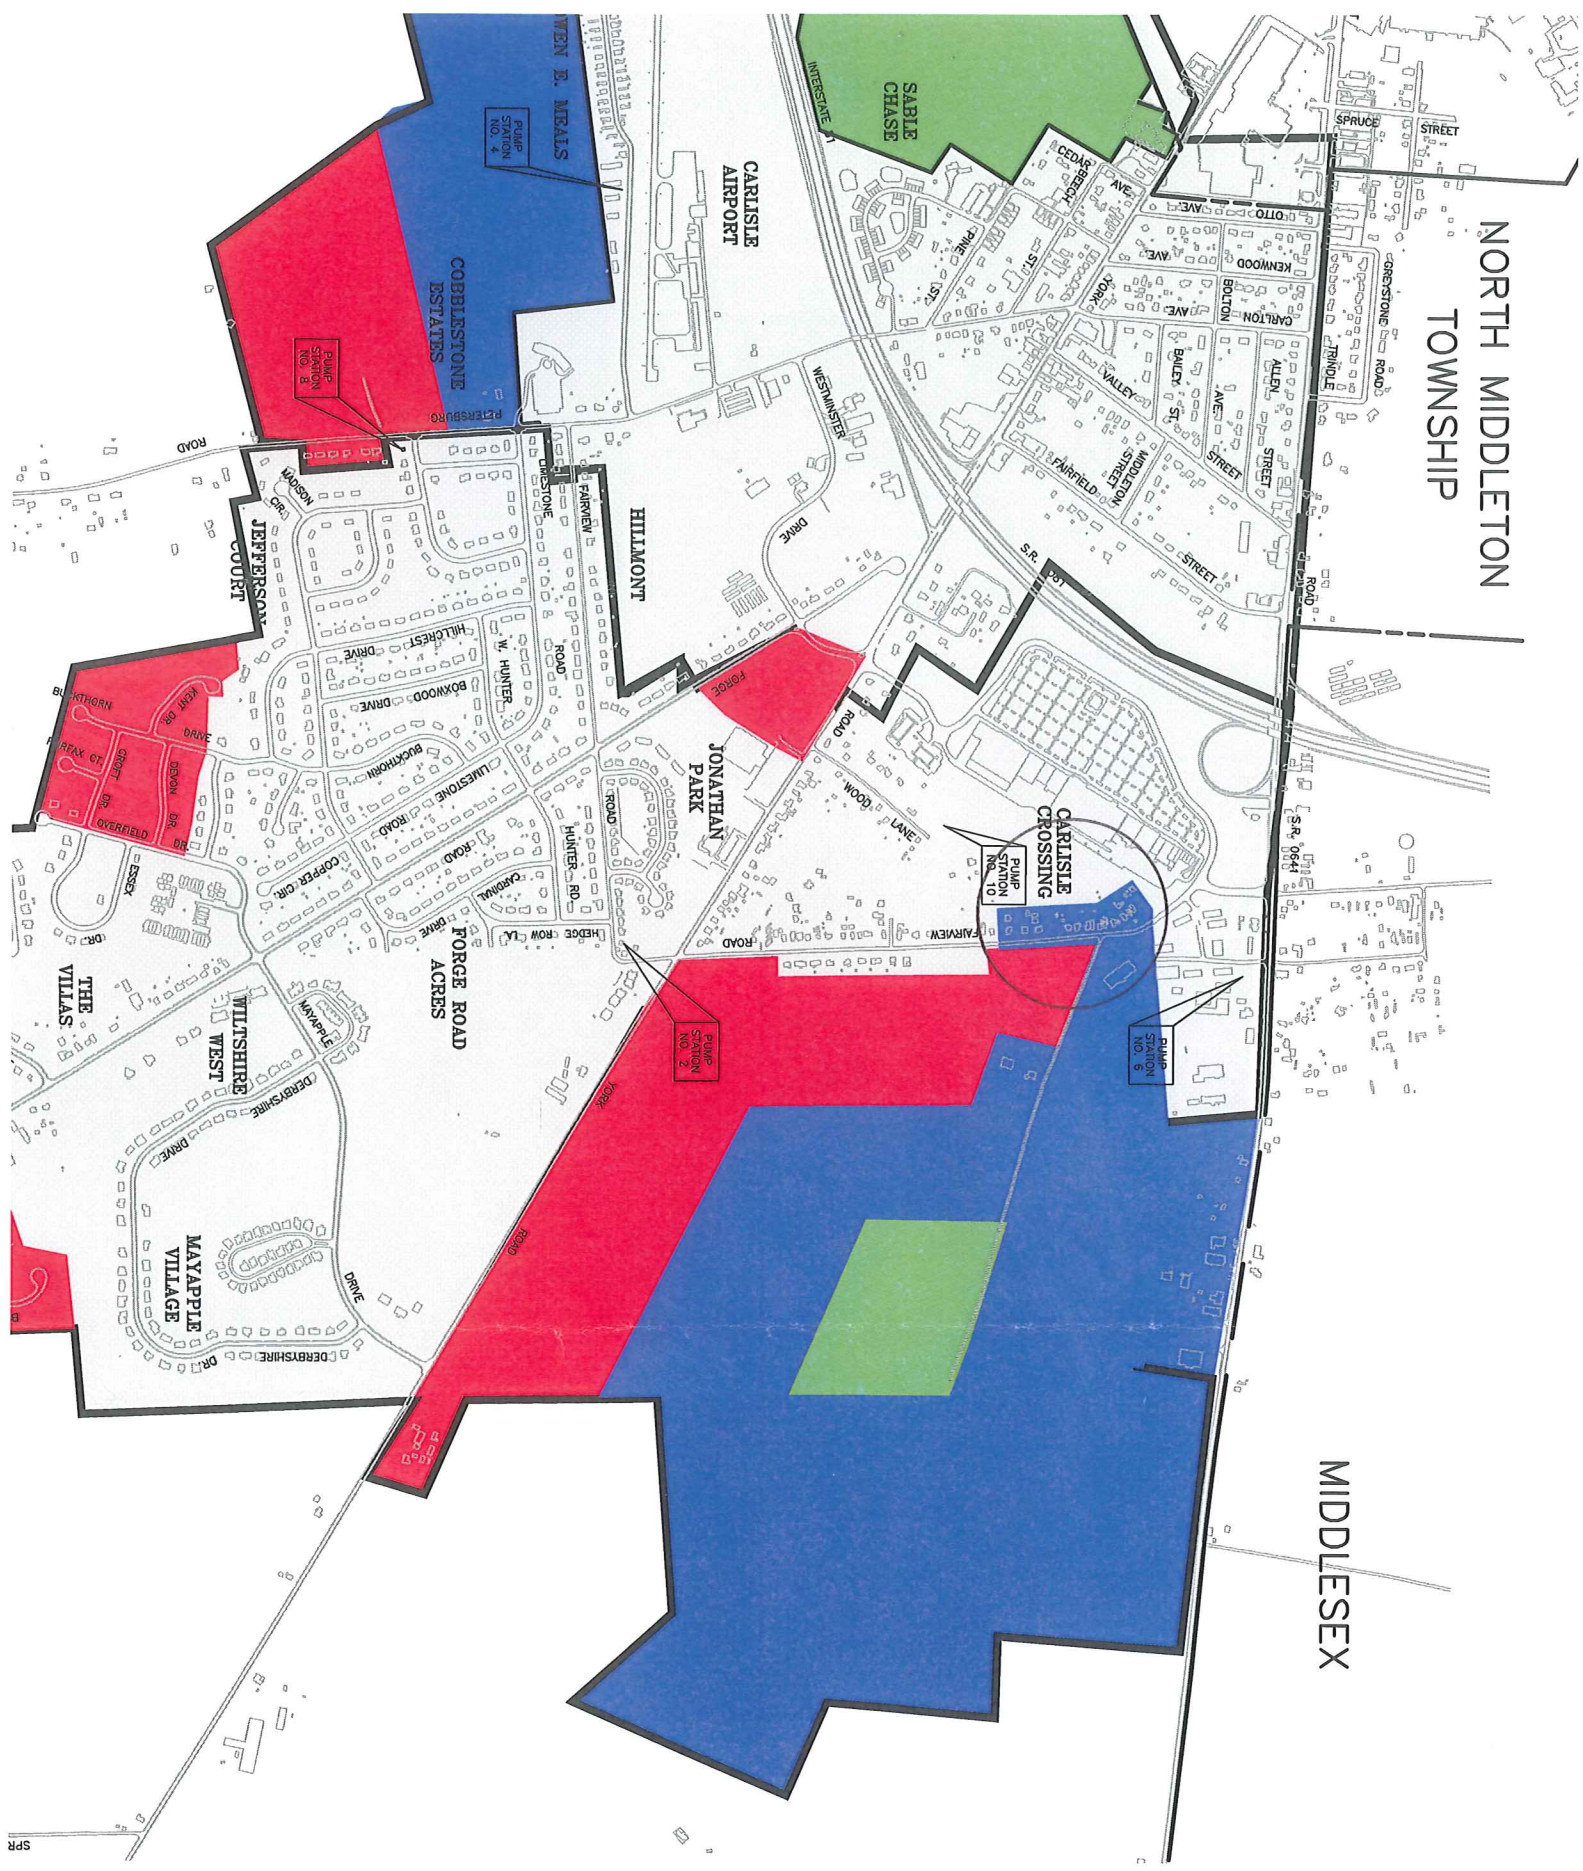 NORTH MIDDLETON
TOWNSHIP
MIDDLESEX
SPRUCE
STREET
GREYSTONE
ROAD
TRINDLE
ROAD
OTTO
AVE.
KENWOOD
AVE.
BOLTON
AVE.
CARLTON
AVE.
ALLEN
STREET
BAILEY
ST.
VALLEY
STREET
MIDDLETON
STREET
FAIRFIELD
STREET
YORK
CEDAR
BEECH
AVE.
PINE
ST.
ST.
SABLE
CHASE
INTERSTATE
S.R.
S.R. 0641
CARLISLE
AIRPORT
WEN E. MEALS
PUMP
STATION
NO. 4
COBBLESTONE
ESTATES
PUMP
STATION
NO. 8
PETERSBURG
ROAD
WESTMINSTER
DRIVE
HILLMONT
LIMESTONE
FAIRVIEW
ROAD
MADISON
CIR.
JEFFERSON
COURT
HILLCREST
DRIVE
W. HUNTER
BOXWOOD
DRIVE
BUCKTHORN
LIMESTONE
ROAD
FORGE
ROAD
JONATHAN
PARK
ROAD
WOOD
LANE
CARLISLE
CROSSING
PUMP
STATION
NO. 10
PUMP
STATION
NO. 6
PUMP
STATION
NO. 2
FAIRVIEW
ROAD
HUNTER RD
CARDINAL
DRIVE
HEDGE ROW LA.
COPPER CIR.
ROAD
FORGE ROAD
ACRES
KENT DR.
DRIVE
DEVON DR.
CROFT DR.
OVERFIELD
DR.
ESSEX
DR.
THE
VILLAS
WILTSHIRE
WEST
MAYAPPLE
DERBYSHIRE
DRIVE
MAYAPPLE
VILLAGE
DRIVE
DERBYSHIRE
DR.
YORK
ROAD
SPR